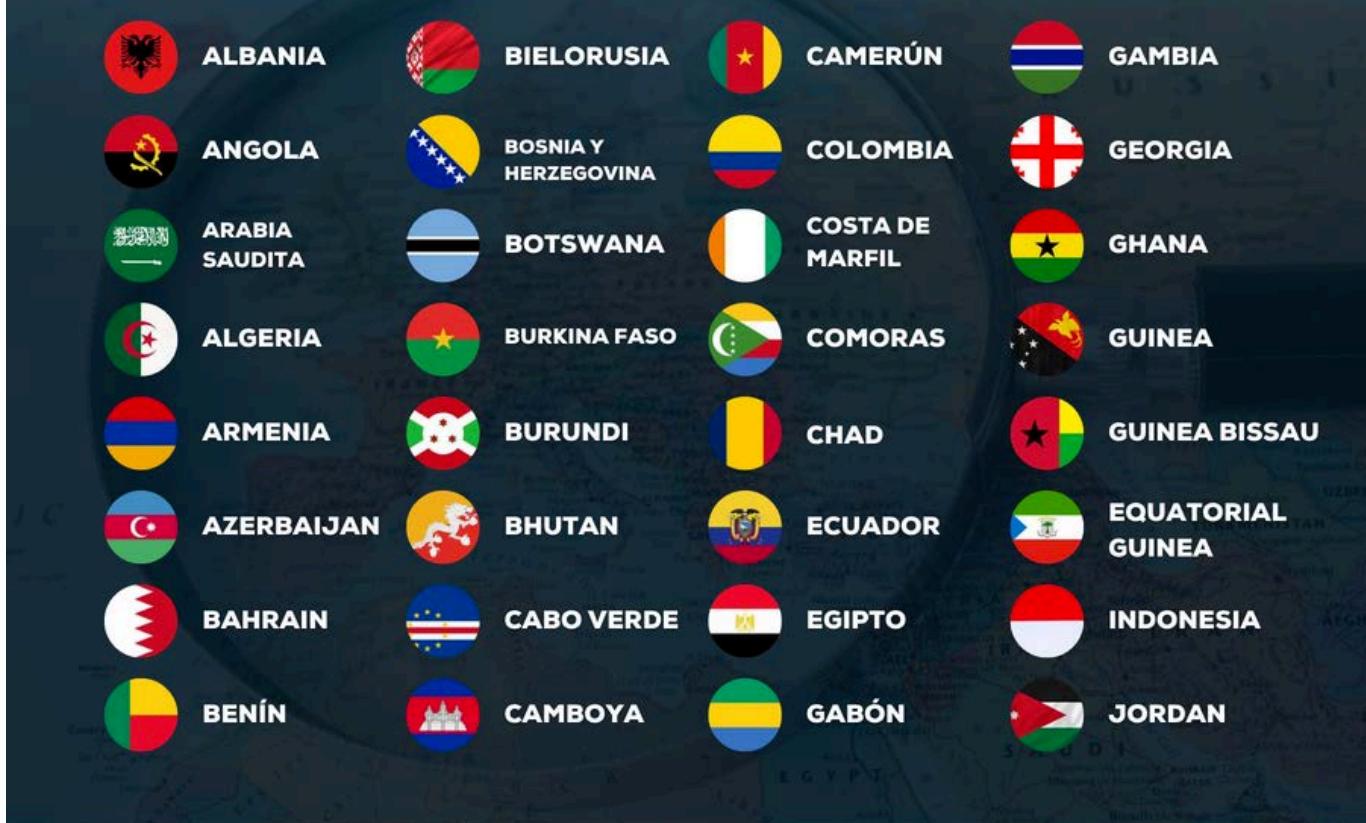 ALBANIA
BIELORUSIA
CAMERÚN
GAMBIA
ANGOLA
BOSNIA Y
HERZEGOVINA
COLOMBIA
GEORGIA
ARABIA
SAUDITA
BOTSWANA
COSTA DE
MARFIL
GHANA
ALGERIA
BURKINA FASO
COMORAS
GUINEA
ARMENIA
BURUNDI
CHAD
GUINEA BISSAU
AZERBAIJAN
BHUTAN
ECUADOR
EQUATORIAL
GUINEA
BAHRAIN
CABO VERDE
EGIPTO
INDONESIA
BENÍN
CAMBOYA
GABÓN
JORDAN
EGYPT